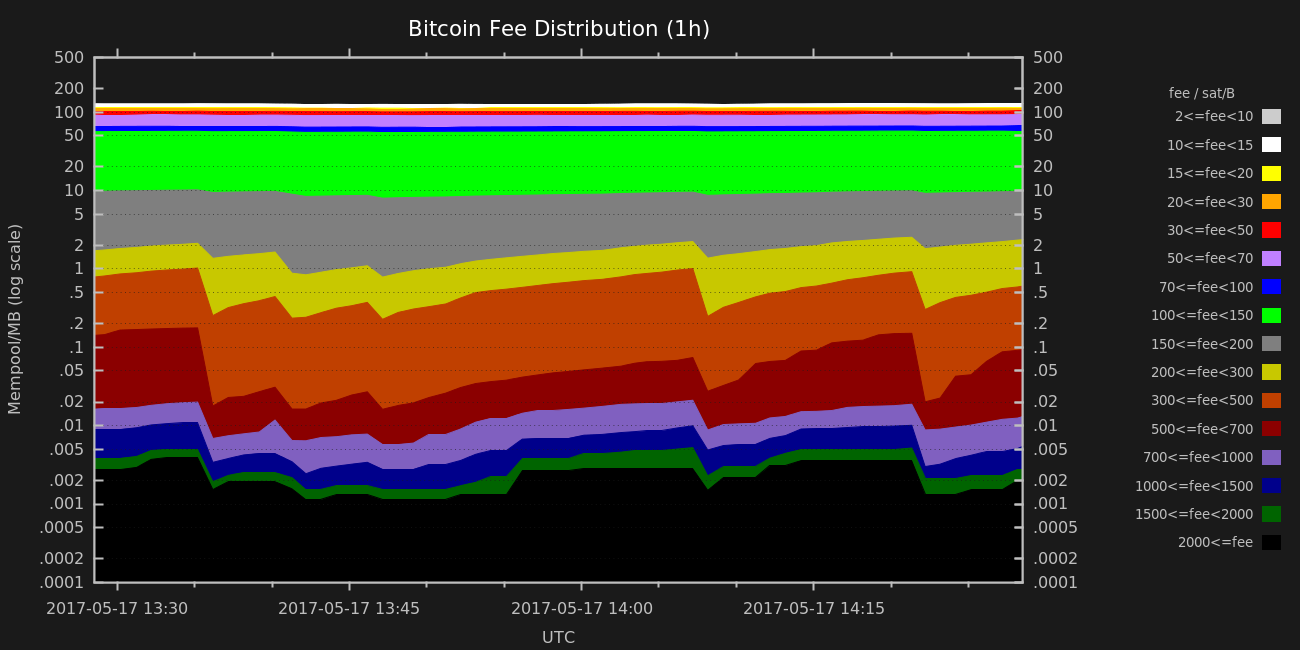 Bitcoin Fee Distribution (1h)
500 500
200 200
100 100
50 50
20 20
10 10
5 5
2 2
1 1
.5 .5
.2 .2
.1 .1
.05 .05
.02 .02
.01 .01
.005 .005
.002 .002
.001 .001
.0005 .0005
.0002 .0002
.0001 .0001
Mempool/MB (log scale)
2017-05-17 13:30 2017-05-17 13:45 2017-05-17 14:00 2017-05-17 14:15
UTC
fee / sat/B
2<=fee<10
10<=fee<15
15<=fee<20
20<=fee<30
30<=fee<50
50<=fee<70
70<=fee<100
100<=fee<150
150<=fee<200
200<=fee<300
300<=fee<500
500<=fee<700
700<=fee<1000
1000<=fee<1500
1500<=fee<2000
2000<=fee